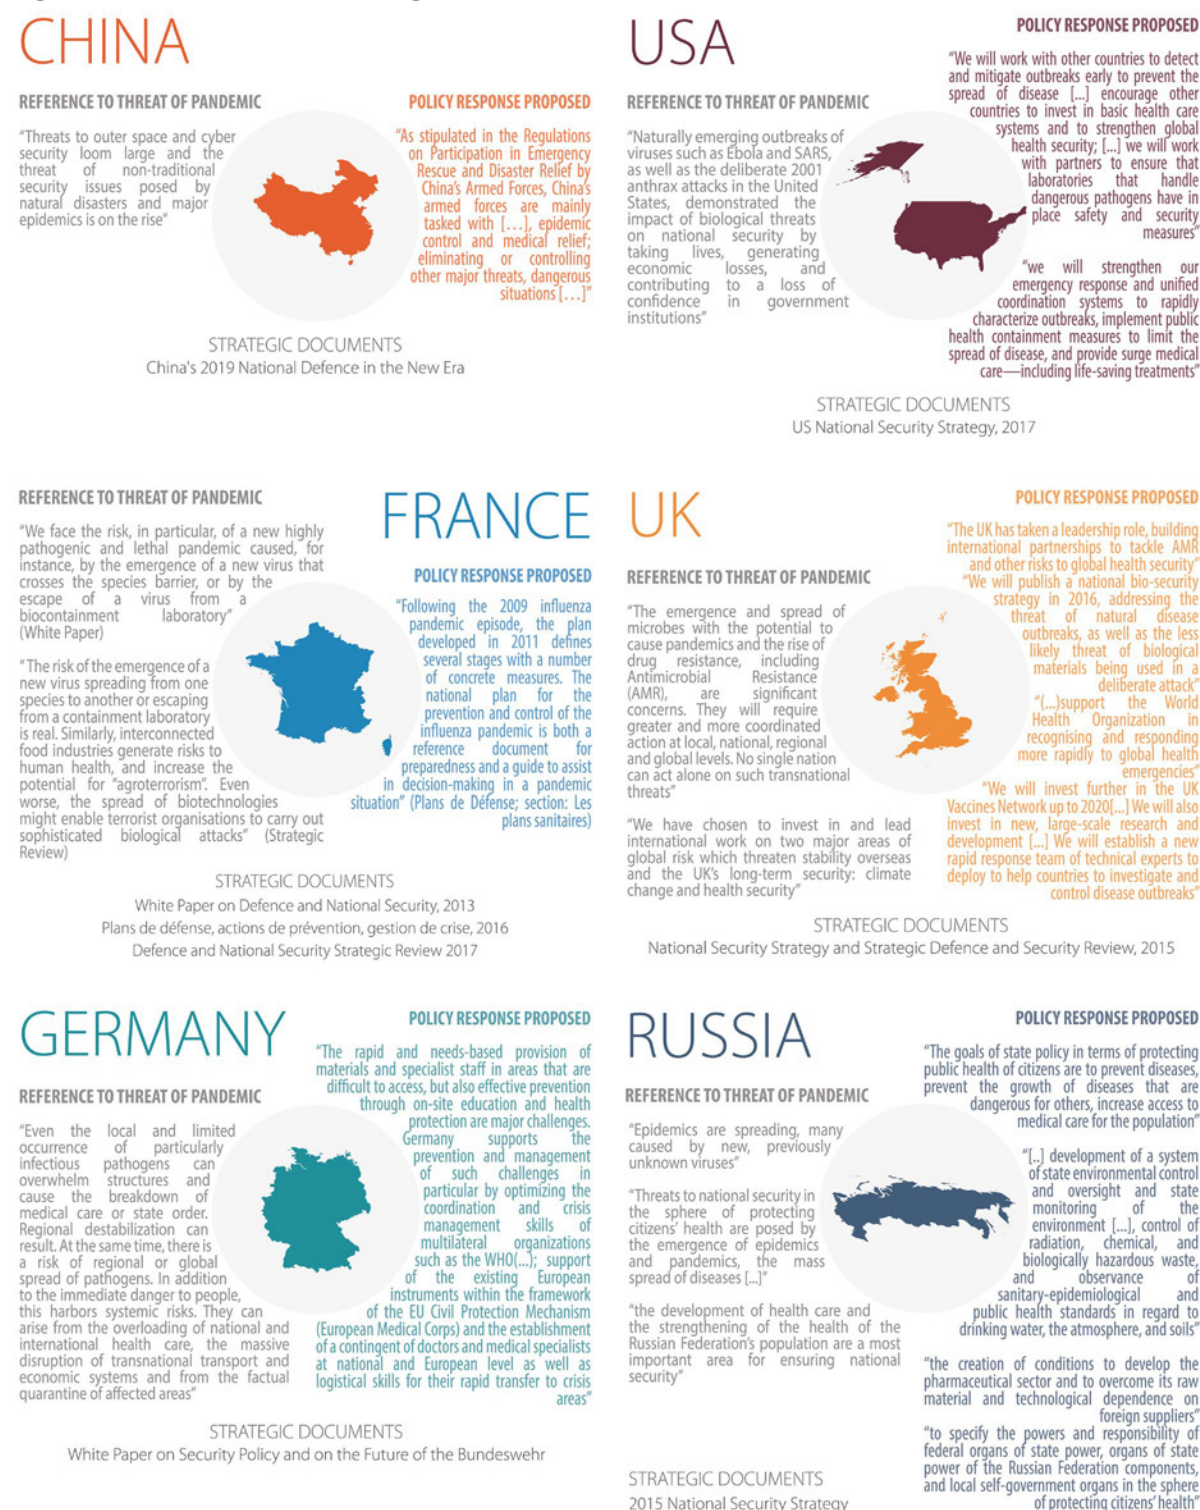 CHINA
REFERENCE TO THREAT OF PANDEMIC
"Threats to outer space and cyber
security loom large and the
threat of non-traditional
security issues posed by
natural disasters and major
epidemics is on the rise"
POLICY RESPONSE PROPOSED
"As stipulated in the Regulations
on Participation in Emergency
Rescue and Disaster Relief by
China's Armed Forces, China's
armed forces are mainly
tasked with [...], epidemic
control and medical relief;
eliminating or controlling
other major threats, dangerous
situations [...]"
STRATEGIC DOCUMENTS
China's 2019 National Defence in the New Era
USA
REFERENCE TO THREAT OF PANDEMIC
"Naturally emerging outbreaks of
viruses such as Ebola and SARS,
as well as the deliberate 2001
anthrax attacks in the United
States, demonstrated the
impact of biological threats
on national security by
taking lives, generating
economic losses, and
contributing to a loss of
confidence in government
institutions"
POLICY RESPONSE PROPOSED
"We will work with other countries to detect
and mitigate outbreaks early to prevent the
spread of disease [...] encourage other
countries to invest in basic health care
systems and to strengthen global
health security; [...] we will work
with partners to ensure that
laboratories that handle
dangerous pathogens have in
place safety and security
measures"
"we will strengthen our
emergency response and unified
coordination systems to rapidly
characterize outbreaks, implement public
health containment measures to limit the
spread of disease, and provide surge medical
care—including life-saving treatments"
STRATEGIC DOCUMENTS
US National Security Strategy, 2017
FRANCE
REFERENCE TO THREAT OF PANDEMIC
"We face the risk, in particular, of a new highly
pathogenic and lethal pandemic caused, for
instance, by the emergence of a new virus that
crosses the species barrier, or by the
escape of a virus from a
biocontainment laboratory"
(White Paper)
"The risk of the emergence of a
new virus spreading from one
species to another or escaping
from a containment laboratory
is real. Similarly, interconnected
food industries generate risks to
human health, and increase the
potential for "agroterrorism". Even
worse, the spread of biotechnologies
might enable terrorist organisations to carry out
sophisticated biological attacks" (Strategic
Review)
POLICY RESPONSE PROPOSED
"Following the 2009 influenza
pandemic episode, the plan
developed in 2011 defines
several stages with a number
of concrete measures. The
national plan for the
prevention and control of the
influenza pandemic is both a
reference document for
preparedness and a guide to assist
in decision-making in a pandemic
situation" (Plans de Défense; section: Les
plans sanitaires)
STRATEGIC DOCUMENTS
White Paper on Defence and National Security, 2013
Plans de défense, actions de prévention, gestion de crise, 2016
Defence and National Security Strategic Review 2017
UK
REFERENCE TO THREAT OF PANDEMIC
"The emergence and spread of
microbes with the potential to
cause pandemics and the rise of
drug resistance, including
Antimicrobial Resistance
(AMR), are significant
concerns. They will require
greater and more coordinated
action at local, national, regional
and global levels. No single nation
can act alone on such transnational
threats"
"We have chosen to invest in and lead
international work on two major areas of
global risk which threaten stability overseas
and the UK's long-term security: climate
change and health security"
POLICY RESPONSE PROPOSED
"The UK has taken a leadership role, building
international partnerships to tackle AMR
and other risks to global health security"
"We will publish a national bio-security
strategy in 2016, addressing the
threat of natural disease
outbreaks, as well as the less
likely threat of biological
materials being used in a
deliberate attack"
"(...)support the World
Health Organization in
recognising and responding
more rapidly to global health
emergencies"
"We will invest further in the UK
Vaccines Network up to 2020[...] We will also
invest in new, large-scale research and
development [...] We will establish a new
rapid response team of technical experts to
deploy to help countries to investigate and
control disease outbreaks"
STRATEGIC DOCUMENTS
National Security Strategy and Strategic Defence and Security Review, 2015
GERMANY
REFERENCE TO THREAT OF PANDEMIC
"Even the local and limited
occurrence of particularly
infectious pathogens can
overwhelm structures and
cause the breakdown of
medical care or state order.
Regional destabilization can
result. At the same time, there is
a risk of regional or global
spread of pathogens. In addition
to the immediate danger to people,
this harbors systemic risks. They can
arise from the overloading of national and
international health care, the massive
disruption of transnational transport and
economic systems and from the factual
quarantine of affected areas"
POLICY RESPONSE PROPOSED
"The rapid and needs-based provision of
materials and specialist staff in areas that are
difficult to access, but also effective prevention
through on-site education and health
protection are major challenges.
Germany supports the
prevention and management
of such challenges in
particular by optimizing the
coordination and crisis
management skills of
multilateral organizations
such as the WHO(...); support
of the existing European
instruments within the framework
of the EU Civil Protection Mechanism
(European Medical Corps) and the establishment
of a contingent of doctors and medical specialists
at national and European level as well as
logistical skills for their rapid transfer to crisis
areas"
STRATEGIC DOCUMENTS
White Paper on Security Policy and on the Future of the Bundeswehr
RUSSIA
REFERENCE TO THREAT OF PANDEMIC
"Epidemics are spreading, many
caused by new, previously
unknown viruses"
"Threats to national security in
the sphere of protecting
citizens' health are posed by
the emergence of epidemics
and pandemics, the mass
spread of diseases [...]"
"the development of health care and
the strengthening of the health of the
Russian Federation's population are a most
important area for ensuring national
security"
POLICY RESPONSE PROPOSED
"The goals of state policy in terms of protecting
public health of citizens are to prevent diseases,
prevent the growth of diseases that are
dangerous for others, increase access to
medical care for the population"
"[..] development of a system
of state environmental control
and oversight and state
monitoring of the
environment [...], control of
radiation, chemical, and
biologically hazardous waste,
and observance of
sanitary-epidemiological and
public health standards in regard to
drinking water, the atmosphere, and soils"
"the creation of conditions to develop the
pharmaceutical sector and to overcome its raw
material and technological dependence on
foreign suppliers"
"to specify the powers and responsibility of
federal organs of state power, organs of state
power of the Russian Federation components,
and local self-government organs in the sphere
of protecting citizens' health"
STRATEGIC DOCUMENTS
2015 National Security Strategy